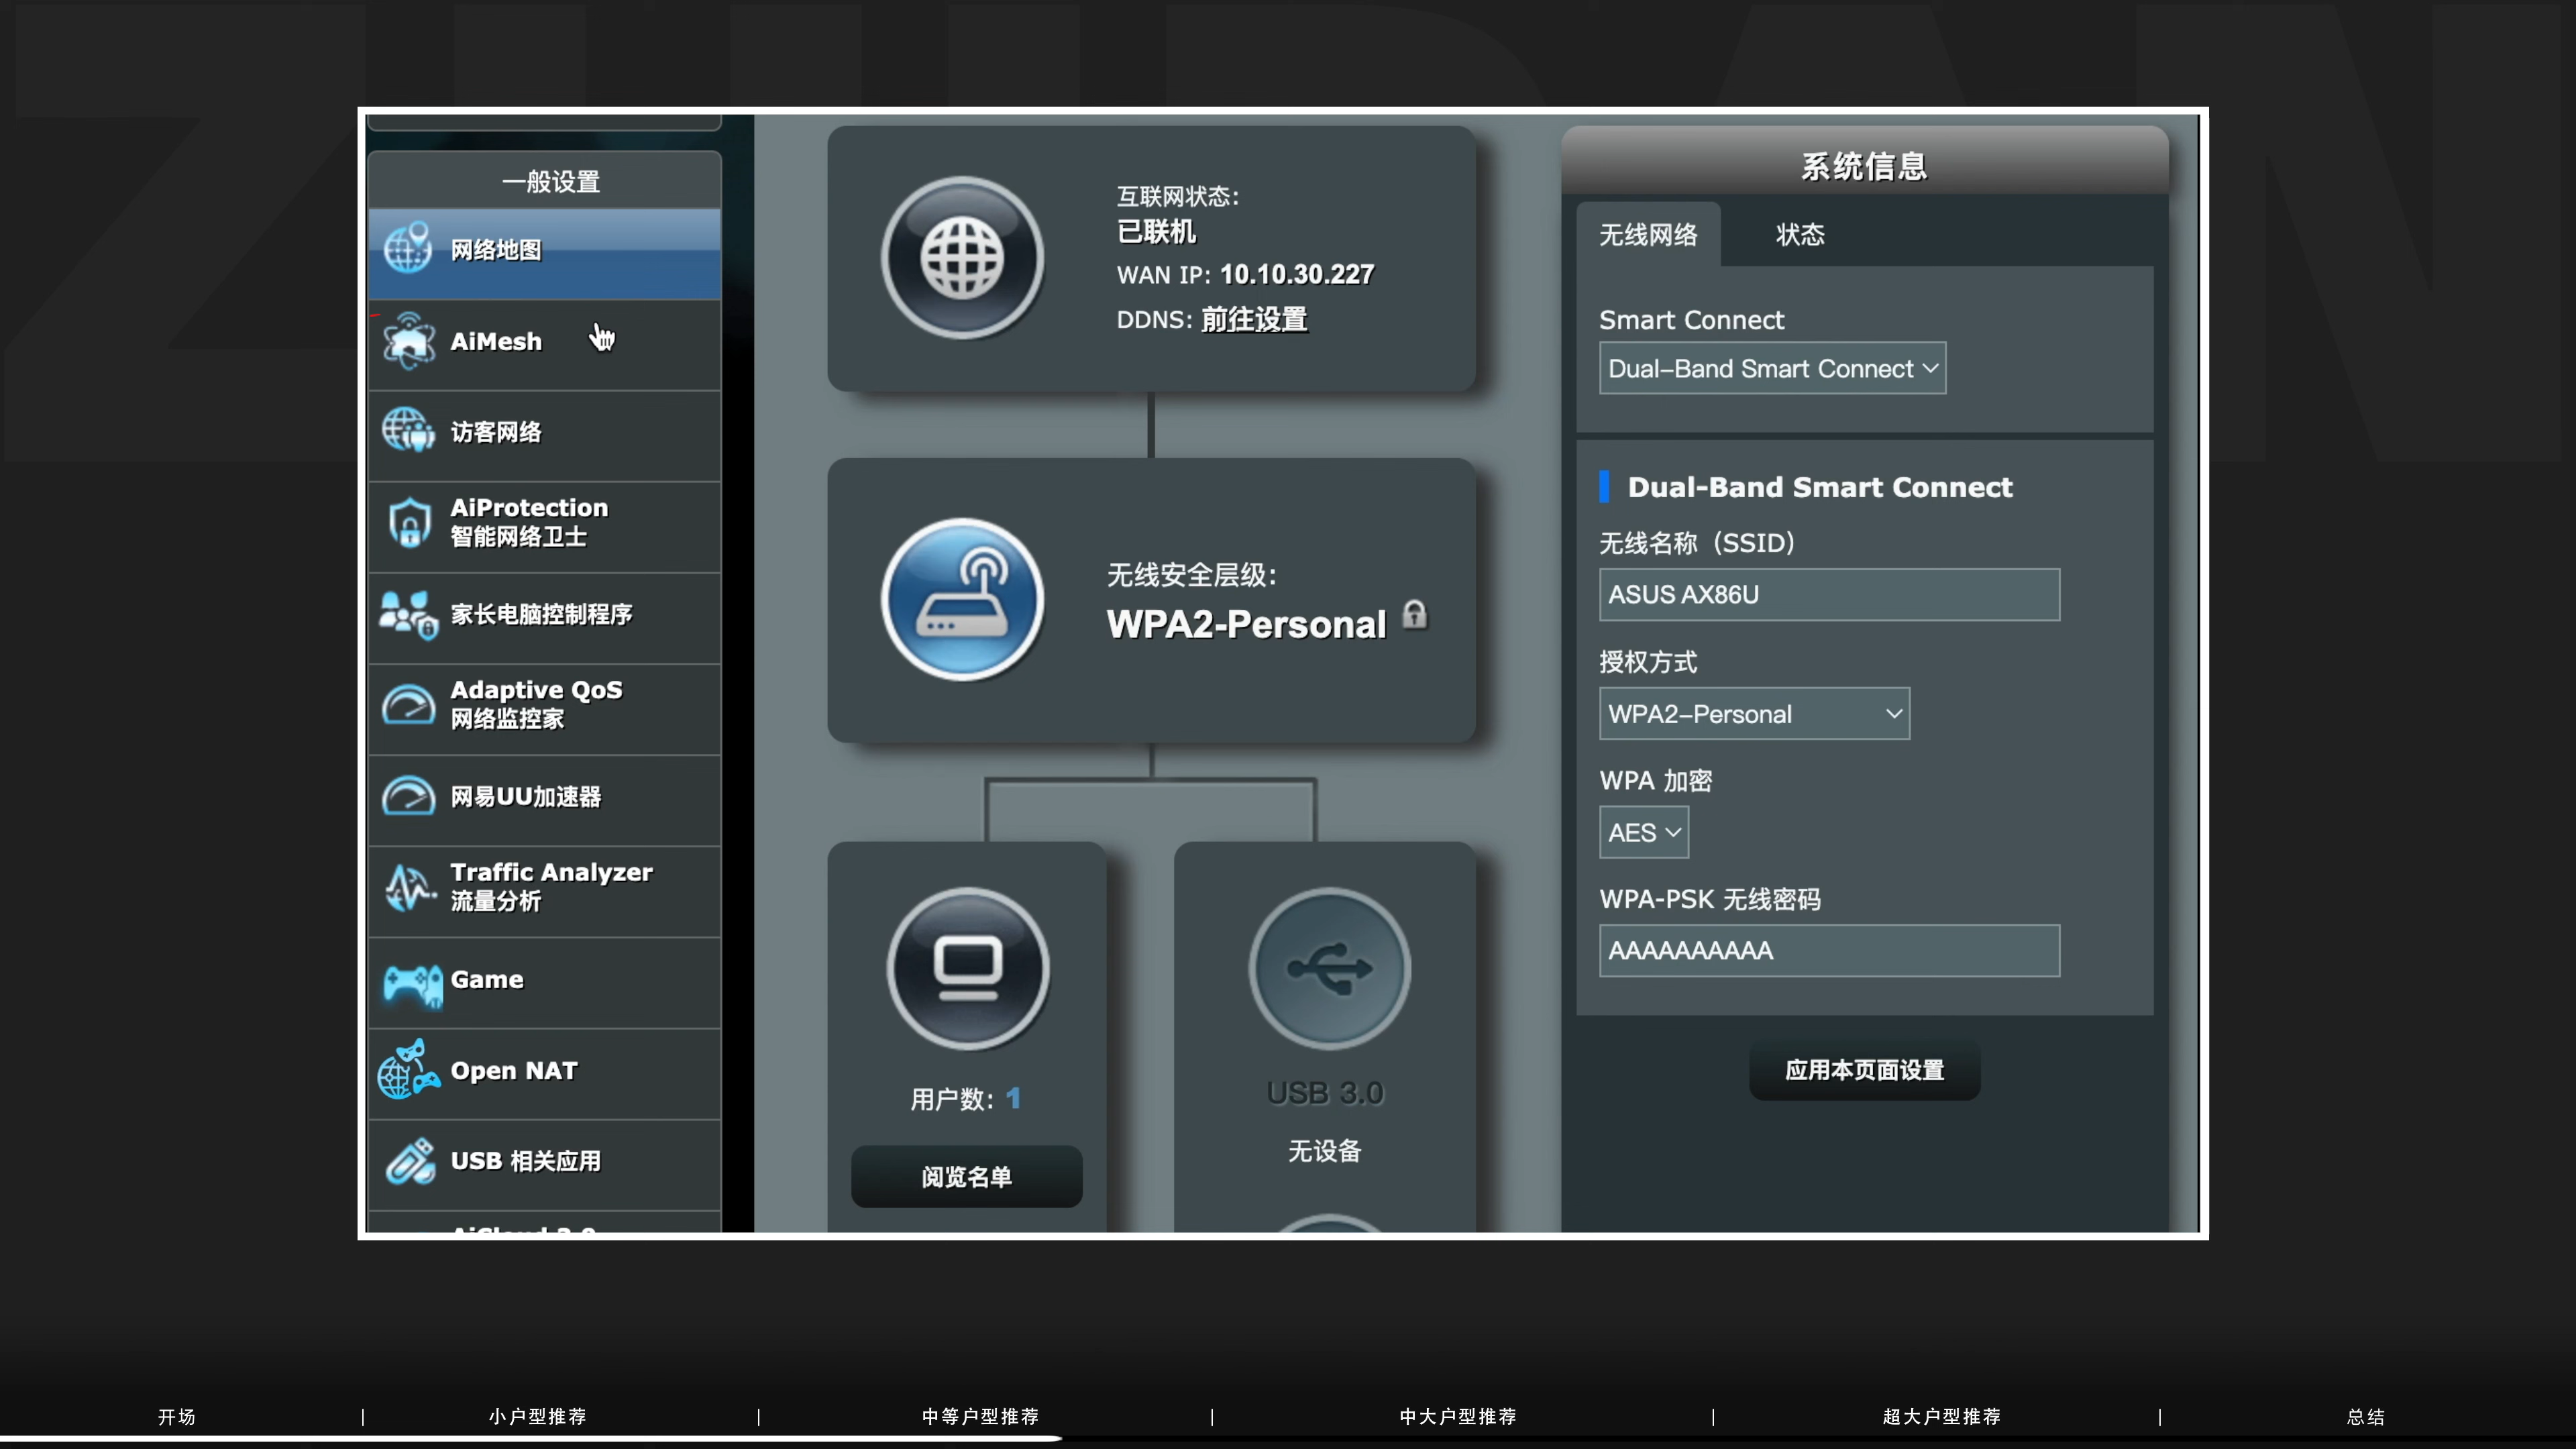 ZHUDAN
一般设置
网络地图
AiMesh
访客网络
AiProtection
智能网络卫士
家长电脑控制程序
Adaptive QoS
网络监控家
网易UU加速器
Traffic Analyzer
流量分析
Game
Open NAT
USB 相关应用
AiCloud 2.0
互联网状态:
已联机
WAN IP: 10.10.30.227
DDNS: 前往设置
无线安全层级:
WPA2-Personal
用户数: 1
阅览名单
USB 3.0
无设备
系统信息
无线网络 状态
Smart Connect
Dual-Band Smart Connect
Dual-Band Smart Connect
无线名称（SSID）
ASUS AX86U
授权方式
WPA2-Personal
WPA 加密
AES
WPA-PSK 无线密码
AAAAAAAAAA
应用本页面设置
开场 | 小户型推荐 | 中等户型推荐 | 中大户型推荐 | 超大户型推荐 | 总结